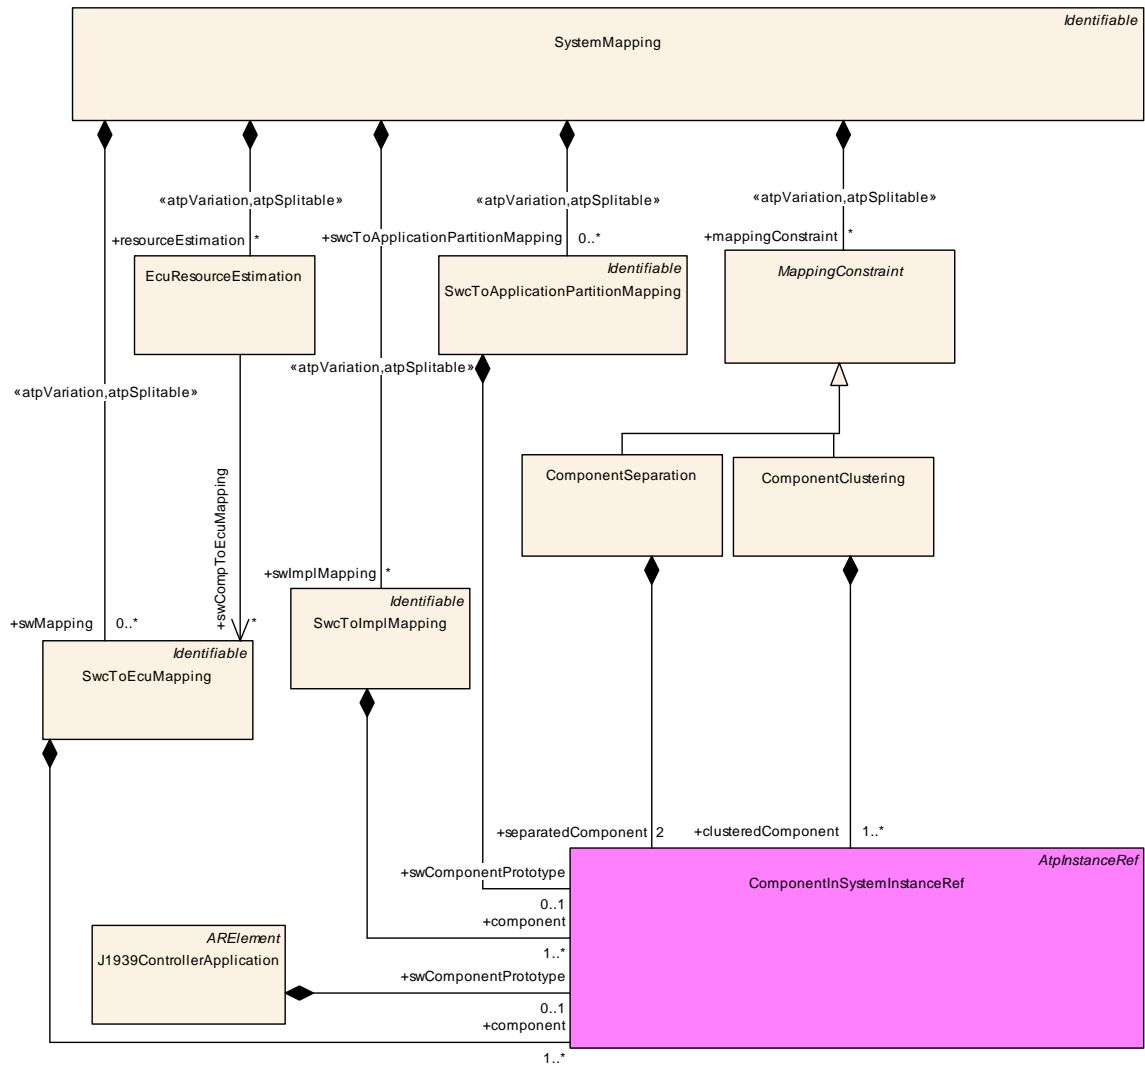 Identifiable
SystemMapping
«atpVariation,atpSplitable»
«atpVariation,atpSplitable»
«atpVariation,atpSplitable»
+resourceEstimation *
+swcToApplicationPartitionMapping 0..*
+mappingConstraint *
EcuResourceEstimation
Identifiable
SwcToApplicationPartitionMapping
MappingConstraint
«atpVariation,atpSplitable»
«atpVariation,atpSplitable»
ComponentSeparation
ComponentClustering
+swCompToEcuMapping
*
+swImplMapping *
Identifiable
SwcToImplMapping
+swMapping 0..*
Identifiable
SwcToEcuMapping
+separatedComponent 2
+clusteredComponent 1..*
AtpInstanceRef
ComponentInSystemInstanceRef
+swComponentPrototype
0..1
+component
1..*
ARElement
J1939ControllerApplication
+swComponentPrototype
0..1
+component
1..*